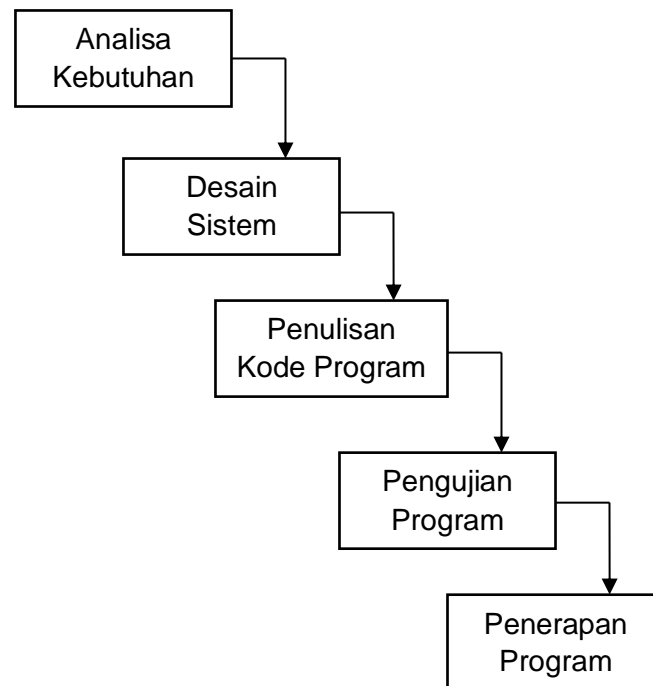 Analisa
Kebutuhan
Desain
Sistem
Penulisan
Kode Program
Pengujian
Program
Penerapan
Program